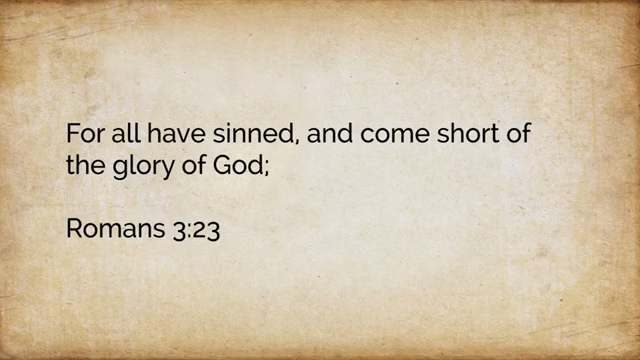 For all have sinned, and come short of
the glory of God;
Romans 3:23